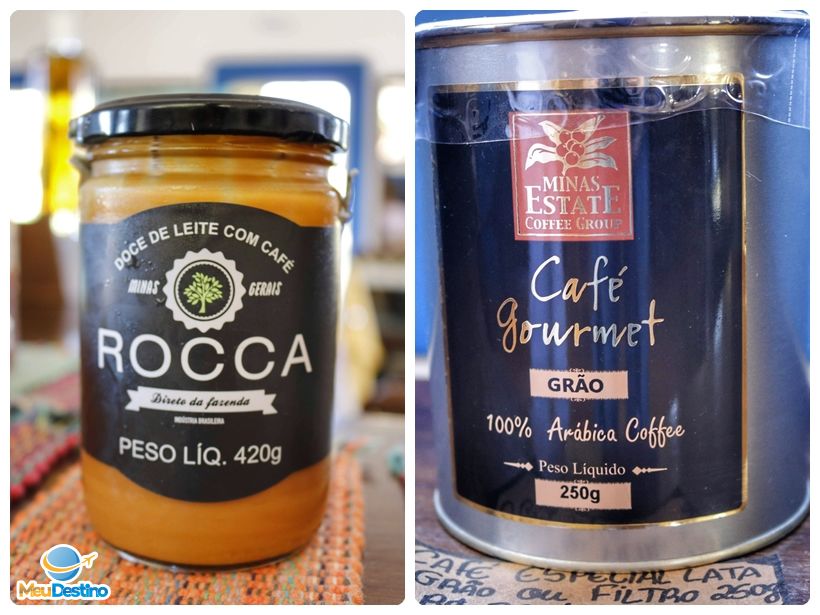 DOCE DE LEITE COM CAFÉ
MINAS GERAIS
ROCCA
Direto da fazenda
INDÚSTRIA BRASILEIRA
PESO LÍQ. 420g
MeuDestino
MINAS
ESTATE
COFFEE GROUP
Café
gourmet
GRÃO
100% Arábica Coffee
Peso Líquido
250g
CAFÉ ESPECIAL LATA
GRÃO OU FILTRO 250g